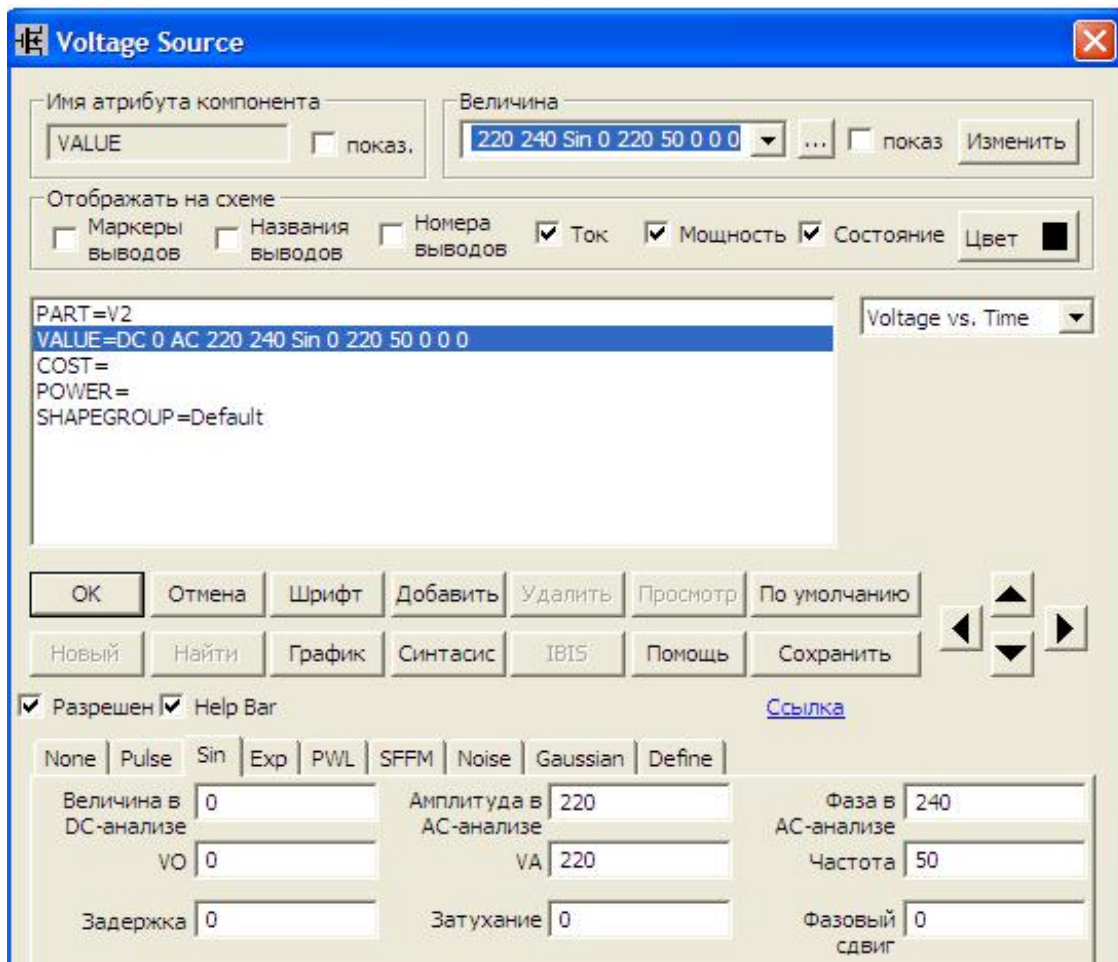 Voltage Source
Имя атрибута компонента
VALUE
показ.
Величина
220 240 Sin 0 220 50 0 0 0
...
показ
Изменить
Отображать на схеме
Маркеры
выводов
Названия
выводов
Номера
выводов
Ток
Мощность
Состояние
Цвет
PART=V2
VALUE=DC 0 AC 220 240 Sin 0 220 50 0 0 0
COST=
POWER=
SHAPEGROUP=Default
Voltage vs. Time
OK
Отмена
Шрифт
Добавить
Удалить
Просмотр
По умолчанию
Новый
Найти
График
Синтасис
IBIS
Помощь
Сохранить
Разрешен
Help Bar
Ссылка
None
Pulse
Sin
Exp
PWL
SFFM
Noise
Gaussian
Define
Величина в
DC-анализе
0
Амплитуда в
AC-анализе
220
Фаза в
AC-анализе
240
VO
0
VA
220
Частота
50
Задержка
0
Затухание
0
Фазовый
сдвиг
0